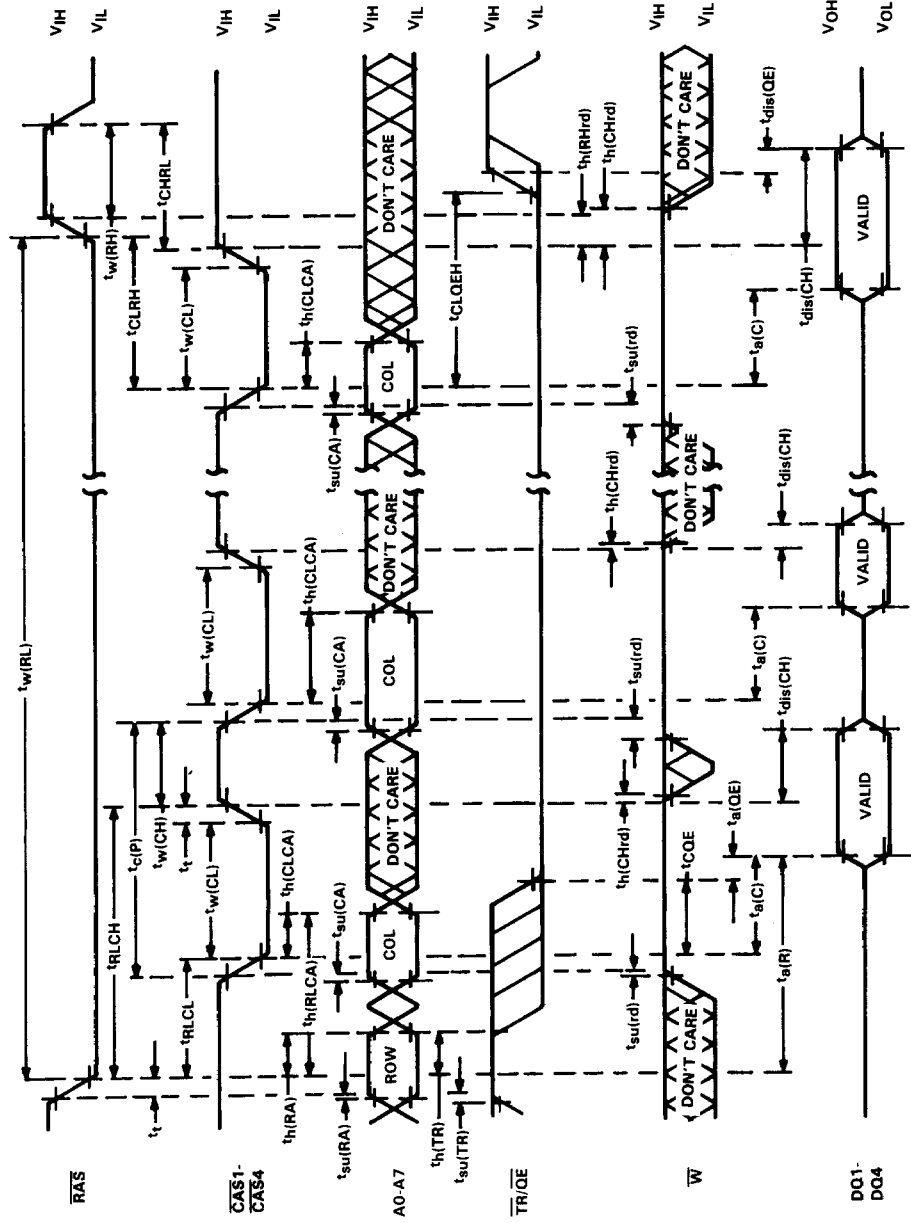 RAS
VIH
VIL
tw(RL)
tt
tRLCH
tRLCL
tc(P)
tw(CH)
tt
tw(CL)
tw(CL)
tCLRH
tw(CL)
tw(RH)
tCHRL
CAS1-
CAS4
VIH
VIL
th(RA)
th(RLCA)
th(CLCA)
tsu(RA)
tsu(CA)
th(CLCA)
tsu(CA)
th(CLCA)
tsu(CA)
A0-A7
ROW
COL
DON'T CARE
COL
DON'T CARE
COL
DON'T CARE
VIH
VIL
th(TR)
tsu(TR)
TR/QE
tCLQEH
VIH
VIL
th(RHrd)
th(CHrd)
tsu(rd)
th(CHrd)
tsu(rd)
th(CHrd)
tsu(rd)
W
DON'T CARE
DON'T CARE
DON'T CARE
VIH
VIL
tCQE
ta(QE)
ta(C)
ta(R)
tdis(CH)
ta(C)
tdis(CH)
ta(C)
tdis(CH)
tdis(QE)
DQ1-
DQ4
VALID
VALID
VALID
VOH
VOL